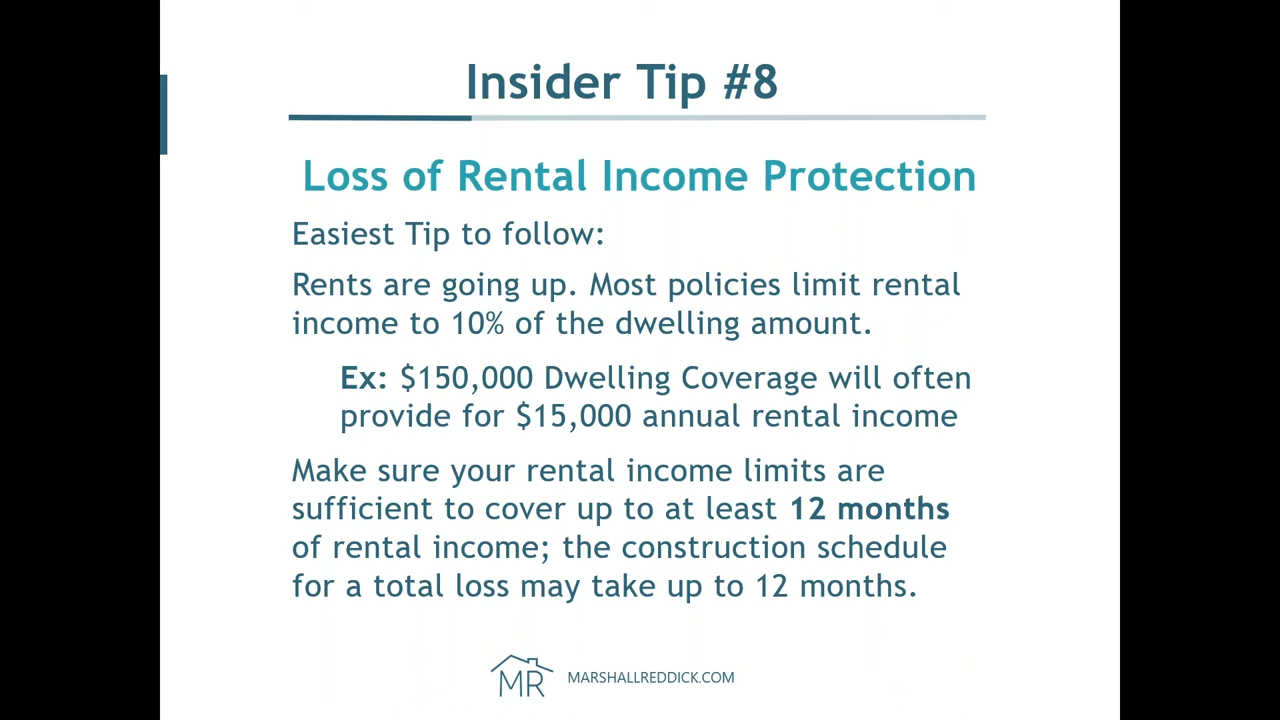 Insider Tip #8
Loss of Rental Income Protection
Easiest Tip to follow:
Rents are going up. Most policies limit rental
income to 10% of the dwelling amount.
Ex: $150,000 Dwelling Coverage will often
provide for $15,000 annual rental income
Make sure your rental income limits are
sufficient to cover up to at least 12 months
of rental income; the construction schedule
for a total loss may take up to 12 months.
MR MARSHALLREDDICK.COM